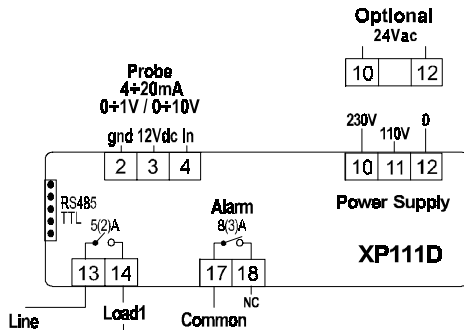 Optional
24Vac
10 12
Probe
4÷20mA
0÷1V / 0÷10V
gnd 12Vdc In
2 3 4
230V 110V 0
10 11 12
Power Supply
RS485
TTL
5(2)A
Alarm
8(3)A
XP111D
13 14
17 18
Line
Load1
Common
NC